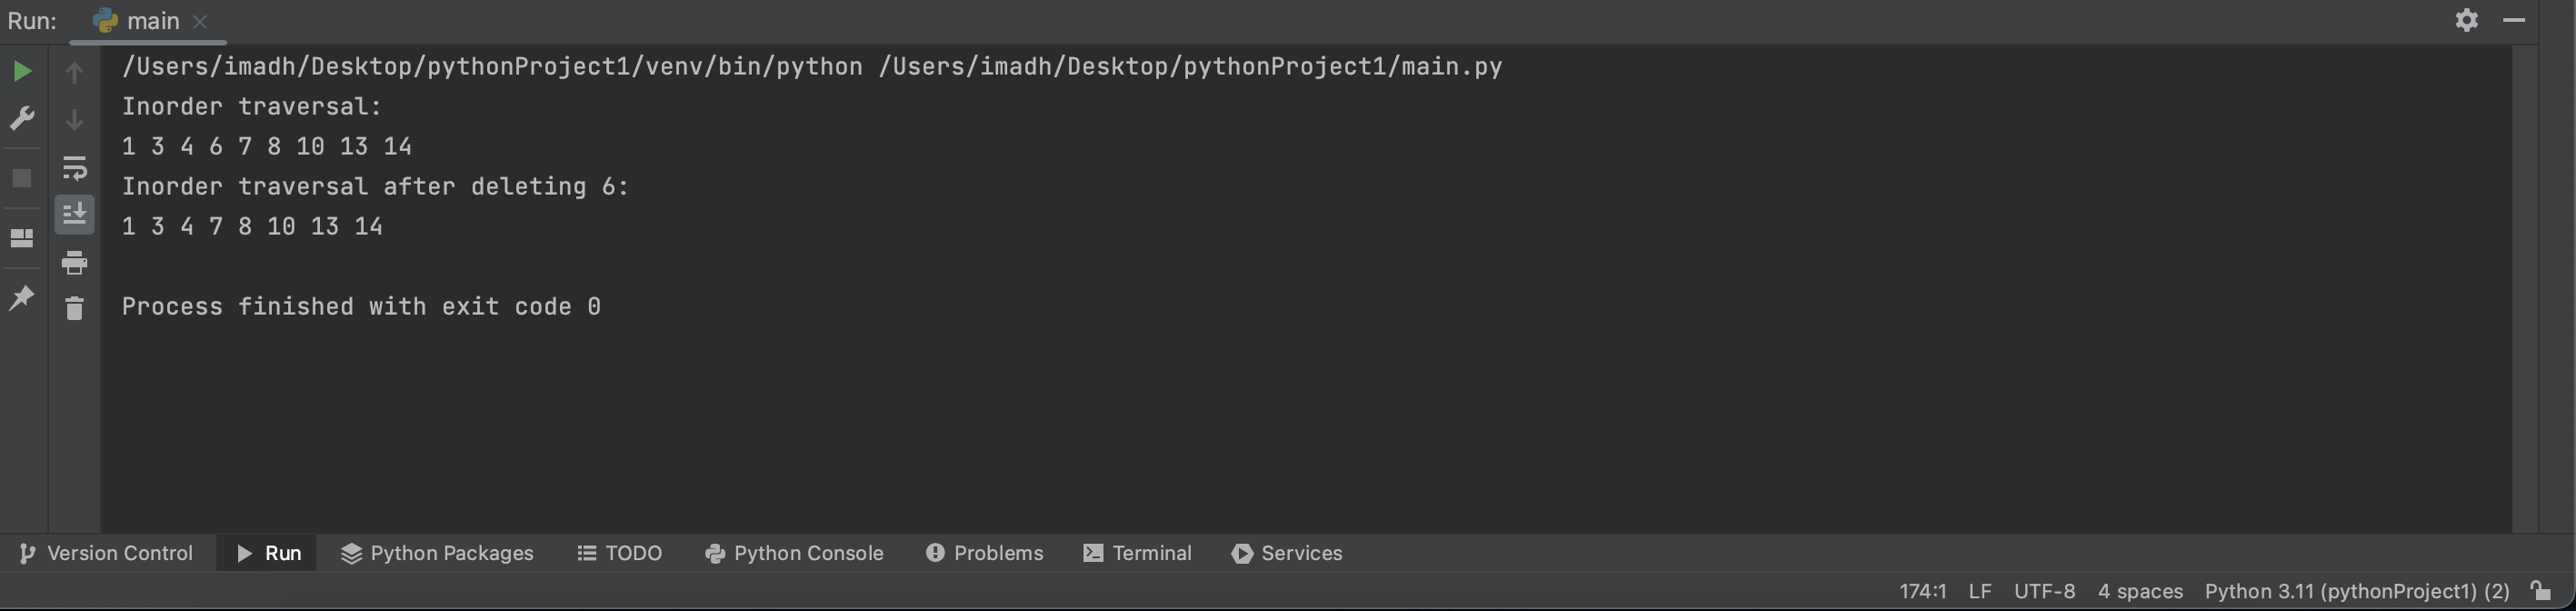 Run: main
/Users/imadh/Desktop/pythonProject1/venv/bin/python /Users/imadh/Desktop/pythonProject1/main.py
Inorder traversal:
1 3 4 6 7 8 10 13 14
Inorder traversal after deleting 6:
1 3 4 7 8 10 13 14
Process finished with exit code 0
Version Control Run Python Packages TODO Python Console Problems Terminal Services
174:1 LF UTF-8 4 spaces Python 3.11 (pythonProject1) (2)